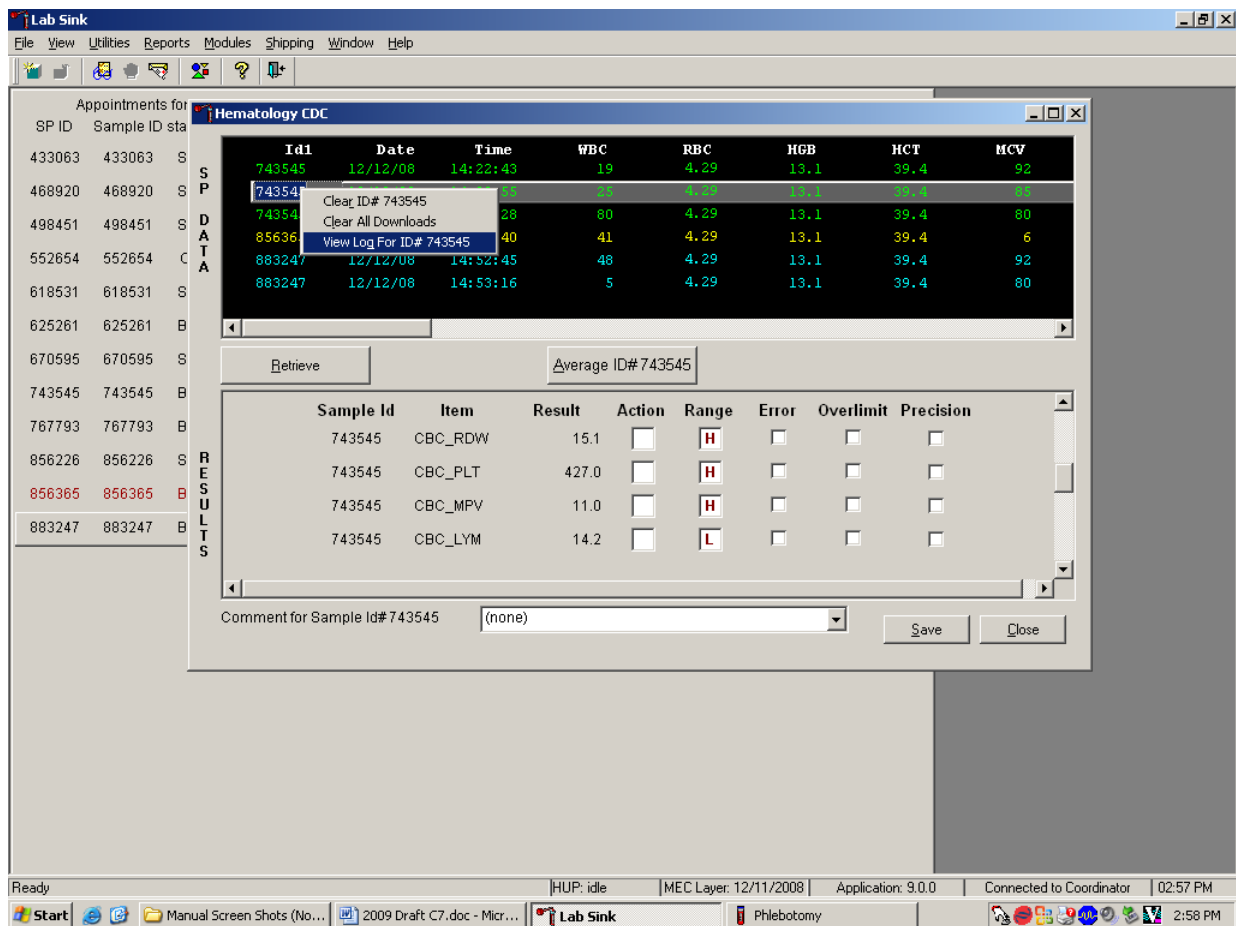 Lab Sink
File View Utilities Reports Modules Shipping Window Help
Appointments for
SP ID Sample ID sta
433063 433063 S
468920 468920 S
498451 498451 S
552654 552654 C
618531 618531 S
625261 625261 B
670595 670595 S
743545 743545 B
767793 767793 B
856226 856226 S
856365 856365 B
883247 883247 B
Hematology CDC
SP DATA
Id1 Date Time WBC RBC HGB HCT MCV
743545 12/12/08 14:22:43 19 4.29 13.1 39.4 92
74354 55 25 4.29 13.1 39.4 85
74354 28 80 4.29 13.1 39.4 80
85636 40 41 4.29 13.1 39.4 6
883247 12/12/08 14:52:45 48 4.29 13.1 39.4 92
883247 12/12/08 14:53:16 5 4.29 13.1 39.4 80
Clear ID# 743545
Clear All Downloads
View Log For ID# 743545
Retrieve Average ID#743545
RESULTS
Sample Id Item Result Action Range Error Overlimit Precision
743545 CBC_RDW 15.1 H
743545 CBC_PLT 427.0 H
743545 CBC_MPV 11.0 H
743545 CBC_LYM 14.2 L
Comment for Sample Id#743545 (none)
Save Close
Ready HUP: idle MEC Layer: 12/11/2008 Application: 9.0.0 Connected to Coordinator 02:57 PM
Start Manual Screen Shots (No... 2009 Draft C7.doc - Micr... Lab Sink Phlebotomy 2:58 PM